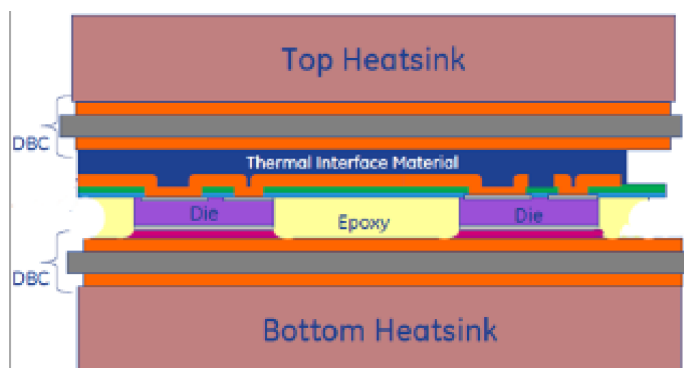 Top Heatsink
DBC
Thermal Interface Material
Die
Die
Epoxy
DBC
Bottom Heatsink